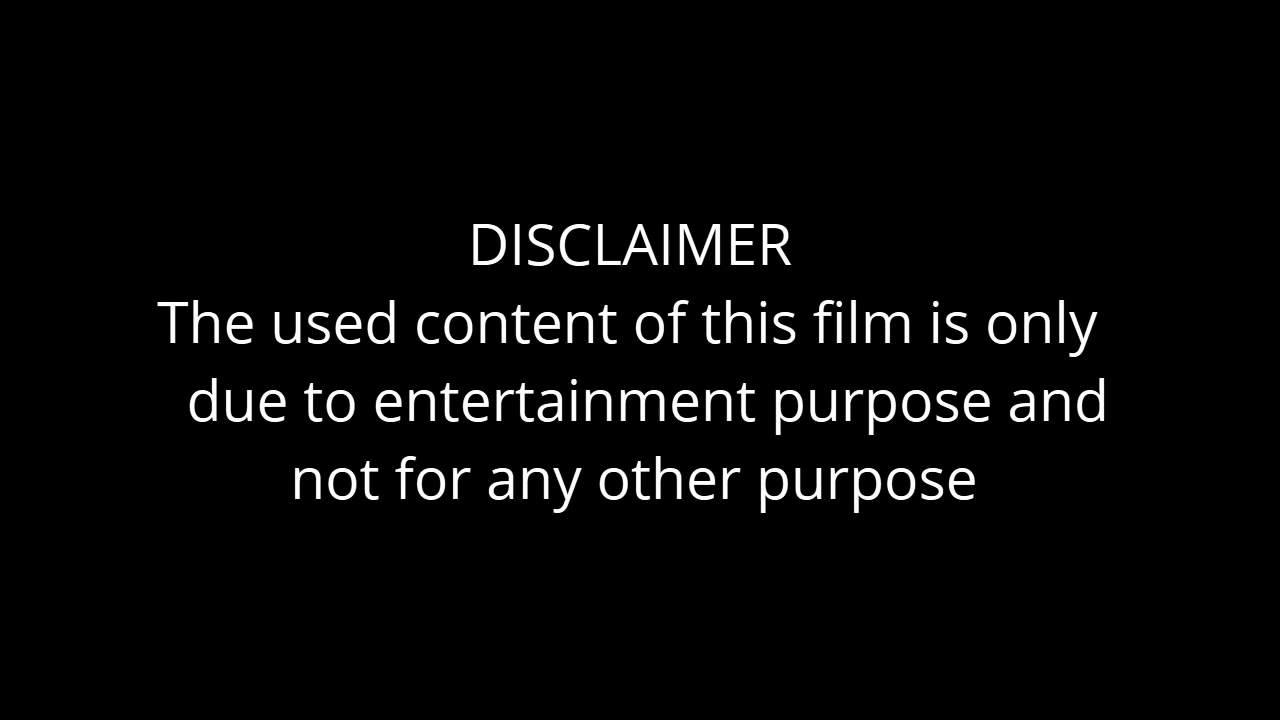 DISCLAIMER
The used content of this film is only
due to entertainment purpose and
not for any other purpose